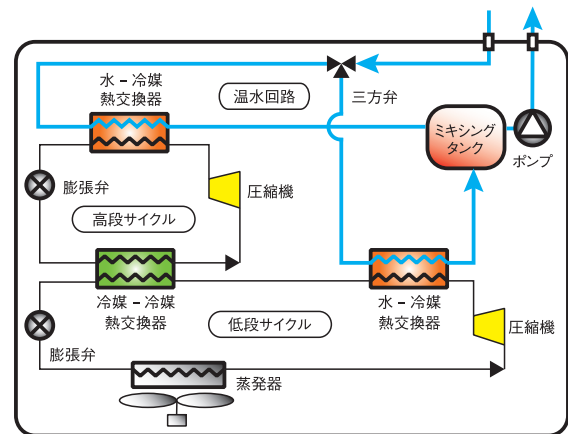 水－冷媒
熱交換器
温水回路
三方弁
ミキシング
タンク
ポンプ
膨張弁
圧縮機
高段サイクル
冷媒－冷媒
熱交換器
低段サイクル
水－冷媒
熱交換器
圧縮機
膨張弁
蒸発器